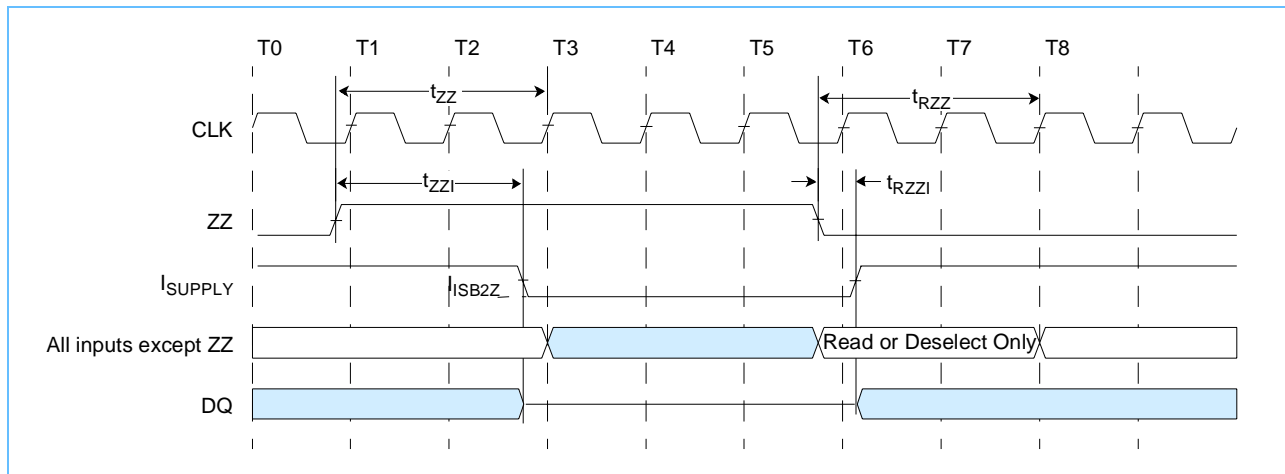 T0 T1 T2 T3 T4 T5 T6 T7 T8
tZZ tRZZ
CLK
tZZI tRZZI
ZZ
ISUPPLY IISB2Z
All inputs except ZZ Read or Deselect Only
DQ